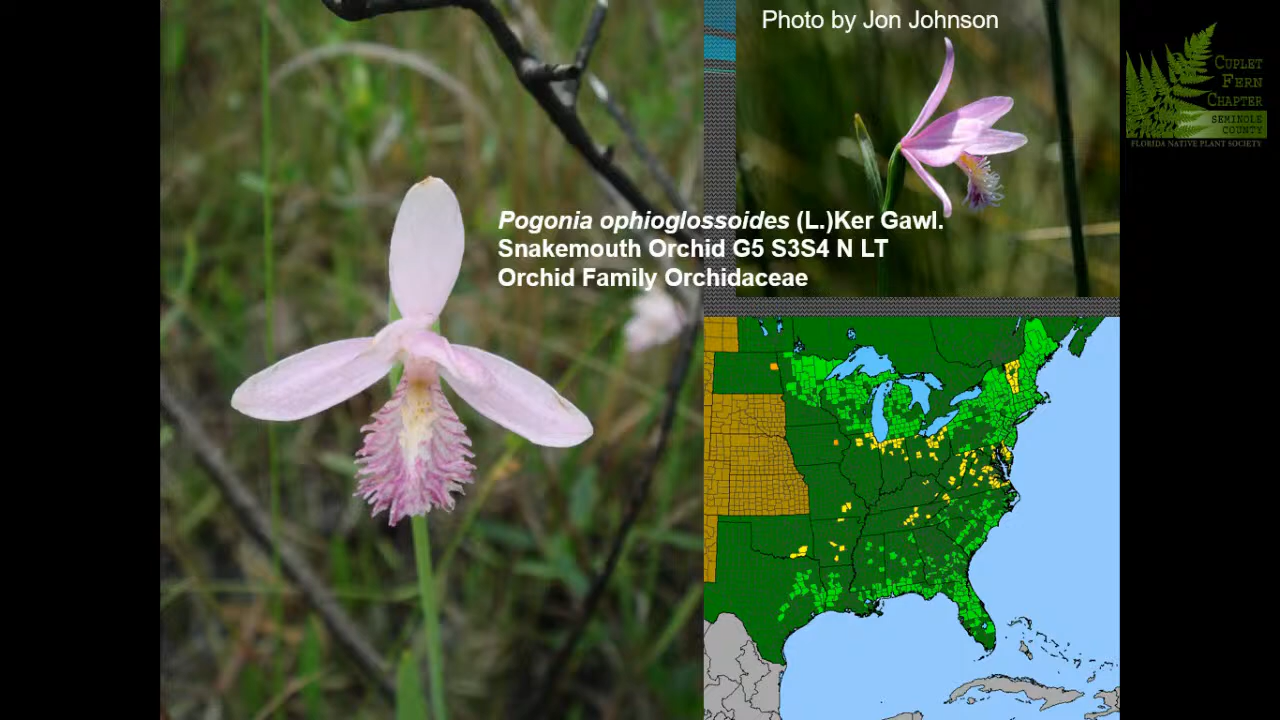 Photo by Jon Johnson
CUPLET
FERN
CHAPTER
SEMINOLE
COUNTY
FLORIDA NATIVE PLANT SOCIETY
Pogonia ophioglossoides (L.)Ker Gawl.
Snakemouth Orchid G5 S3S4 N LT
Orchid Family Orchidaceae